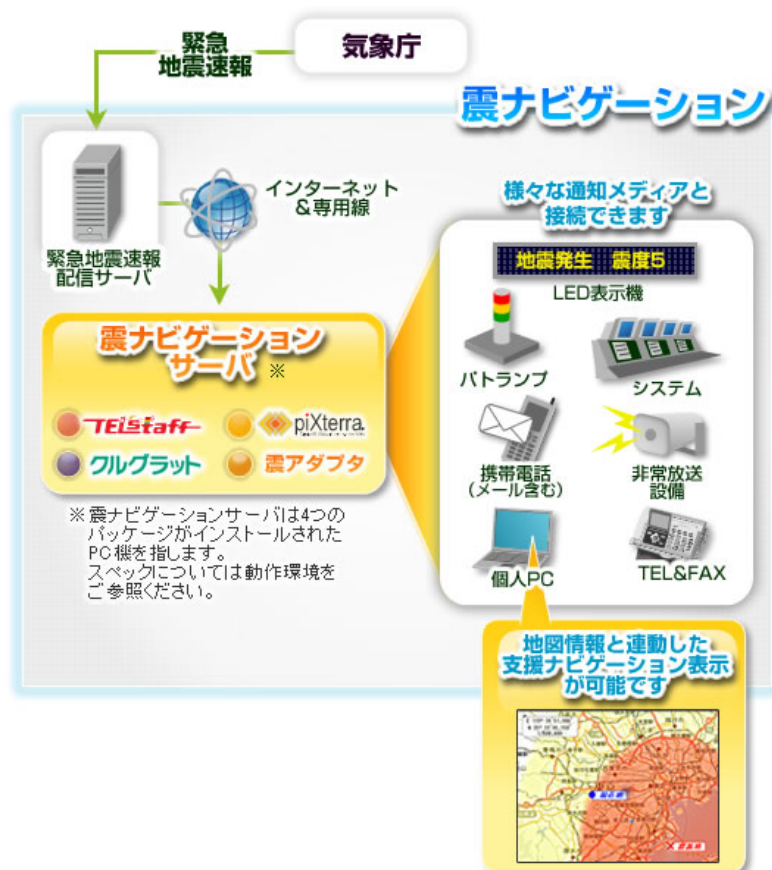 気象庁
緊急
地震速報
震ナビゲーション
緊急地震速報
配信サーバ
インターネット
&専用線
震ナビゲーション
サーバ ※
TELstaff
piXterra
クルグラット
震アダプタ
※震ナビゲーションサーバは4つの
パッケージがインストールされた
PC機を指します。
スペックについては動作環境を
ご参照ください。
様々な通知メディアと
接続できます
地震発生 震度5
LED表示機
パトランプ
システム
携帯電話
(メール含む)
非常放送
設備
個人PC
TEL&FAX
地図情報と連動した
支援ナビゲーション表示
が可能です